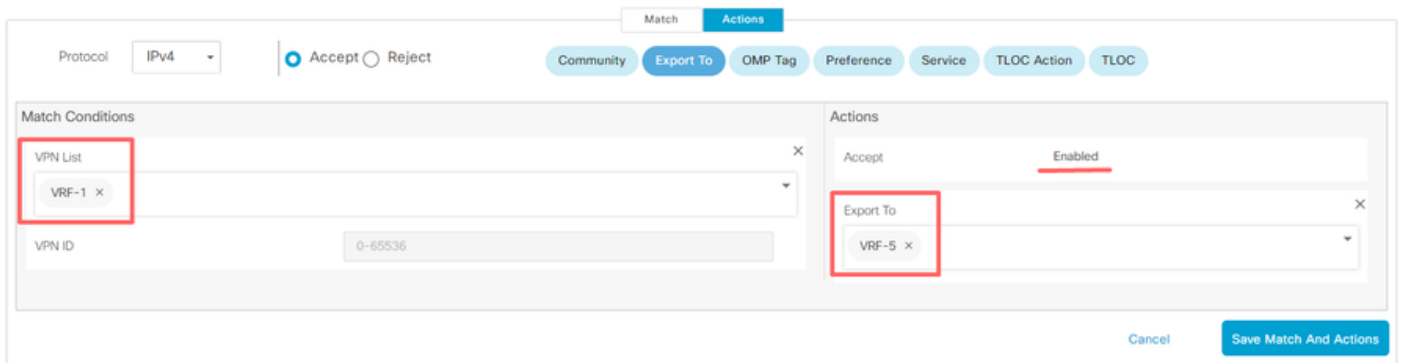 Match Actions
Protocol IPv4 Accept Reject Community Export To OMP Tag Preference Service TLOC Action TLOC
Match Conditions Actions
VPN List × Accept Enabled
VRF-1 ×
Export To ×
VPN ID 0-65536 VRF-5 ×
Cancel Save Match And Actions